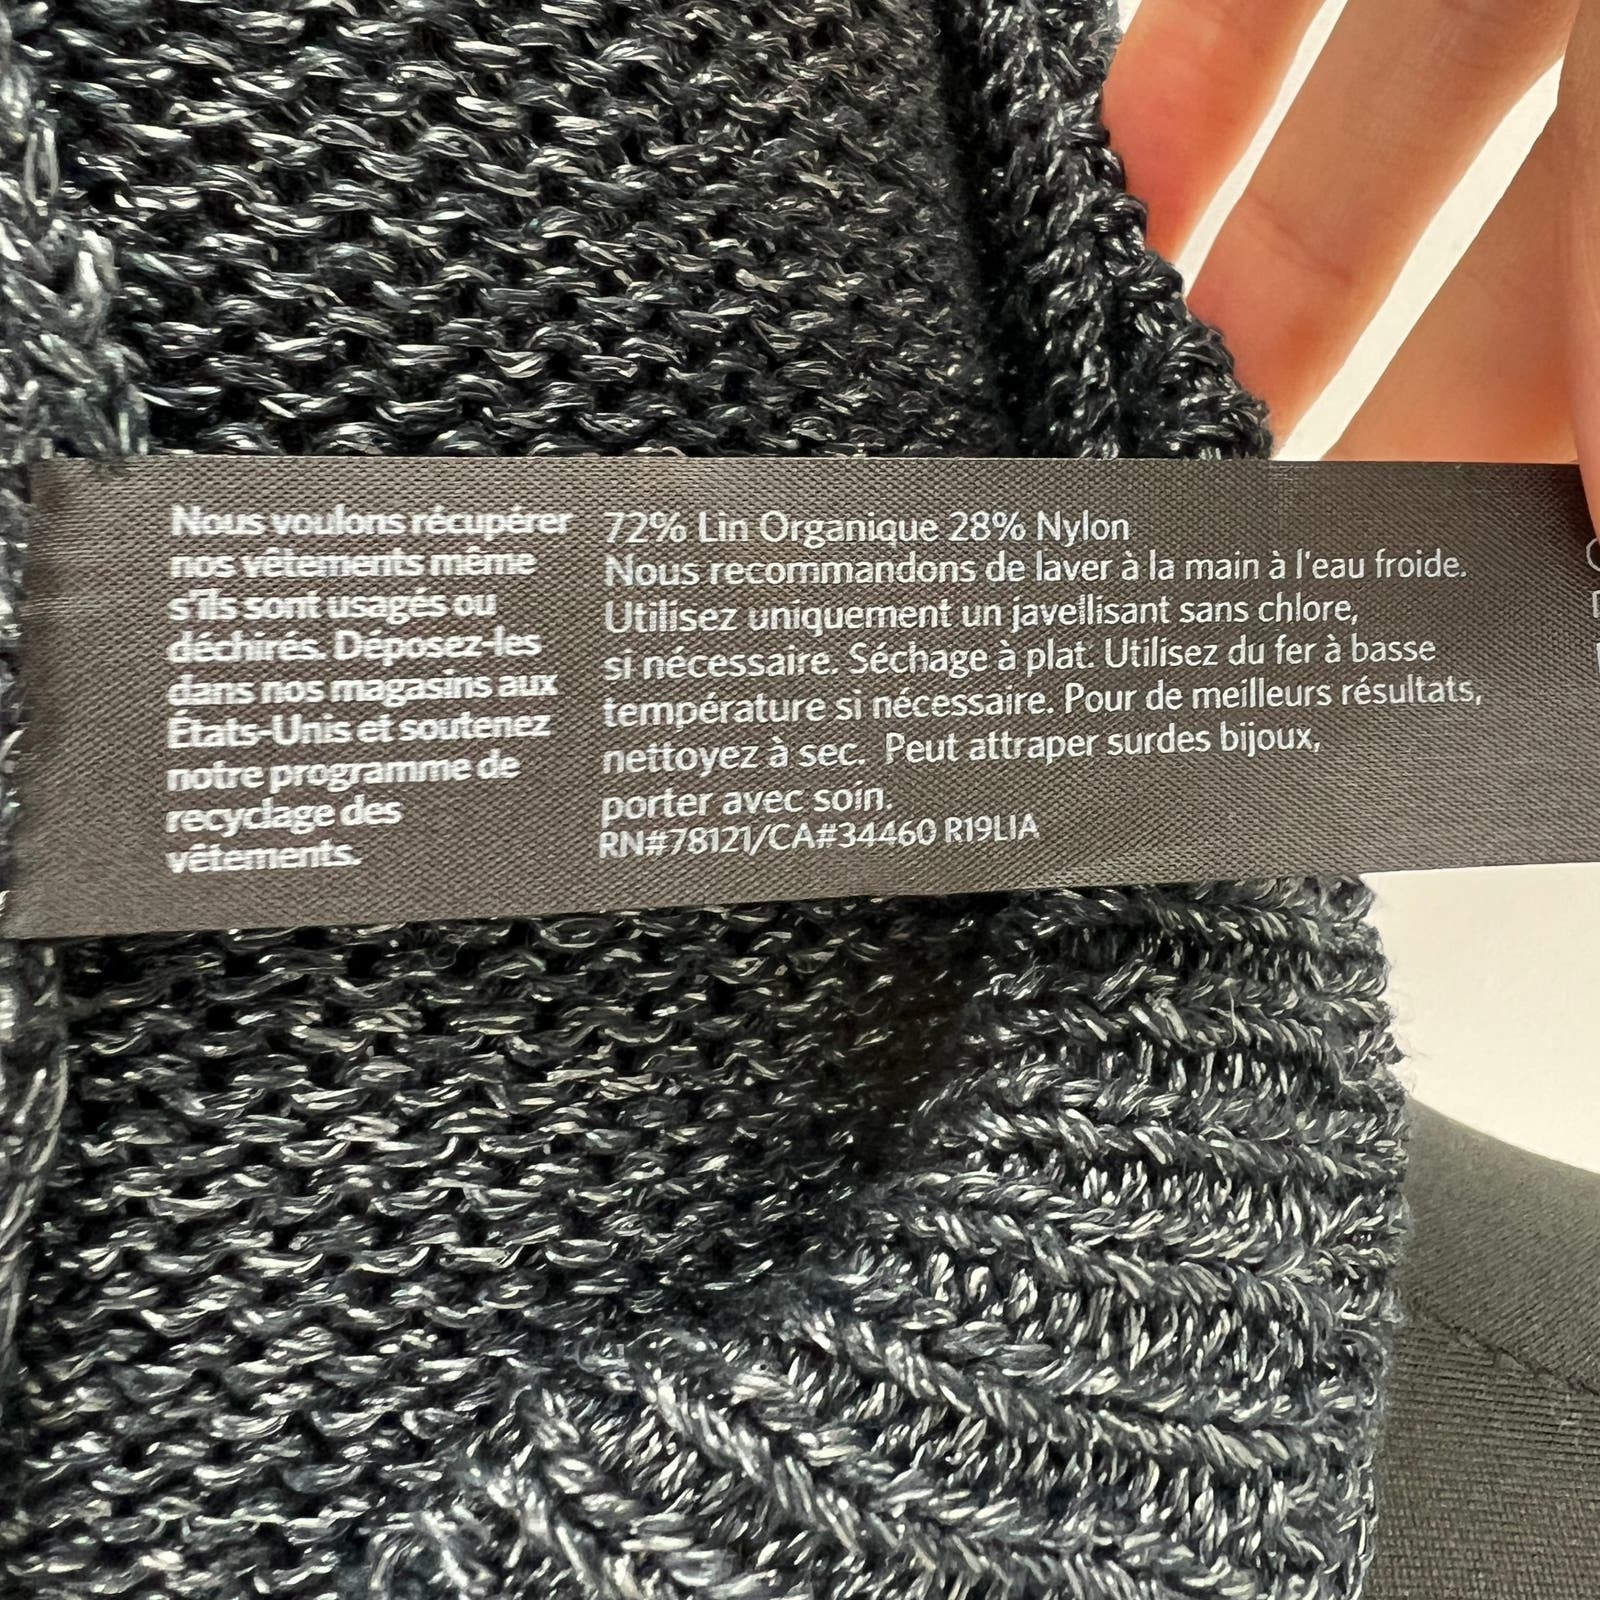 Nous voulons récupérer
nos vêtements même
s'ils sont usagés ou
déchirés. Déposez-les
dans nos magasins aux
États-Unis et soutenez
notre programme de
recyclage des
vêtements.
72% Lin Organique 28% Nylon
Nous recommandons de laver à la main à l'eau froide.
Utilisez uniquement un javellisant sans chlore,
si nécessaire. Séchage à plat. Utilisez du fer à basse
température si nécessaire. Pour de meilleurs résultats,
nettoyez à sec. Peut attraper surdes bijoux,
porter avec soin.
RN#78121/CA#34460 R19LIA